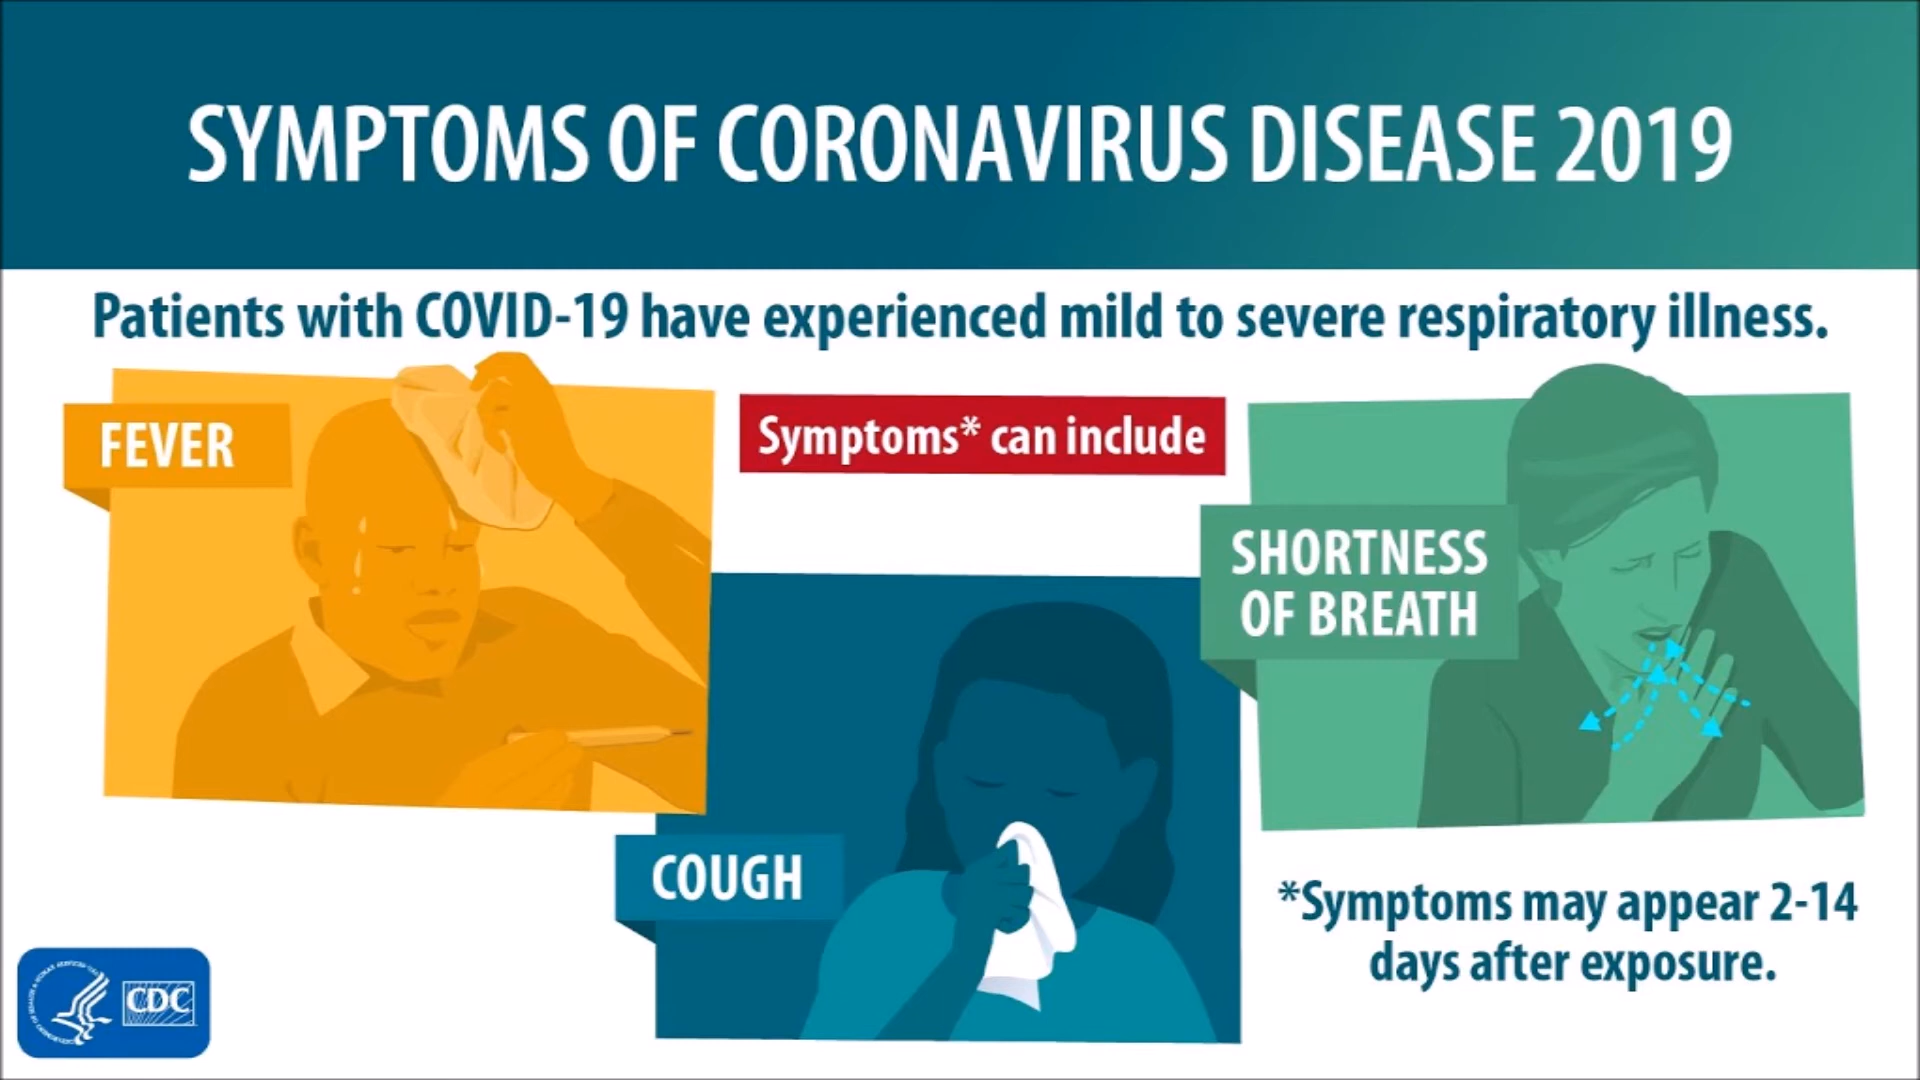 SYMPTOMS OF CORONAVIRUS DISEASE 2019
Patients with COVID-19 have experienced mild to severe respiratory illness.
FEVER
Symptoms* can include
SHORTNESS
OF BREATH
COUGH
*Symptoms may appear 2-14
days after exposure.
CDC